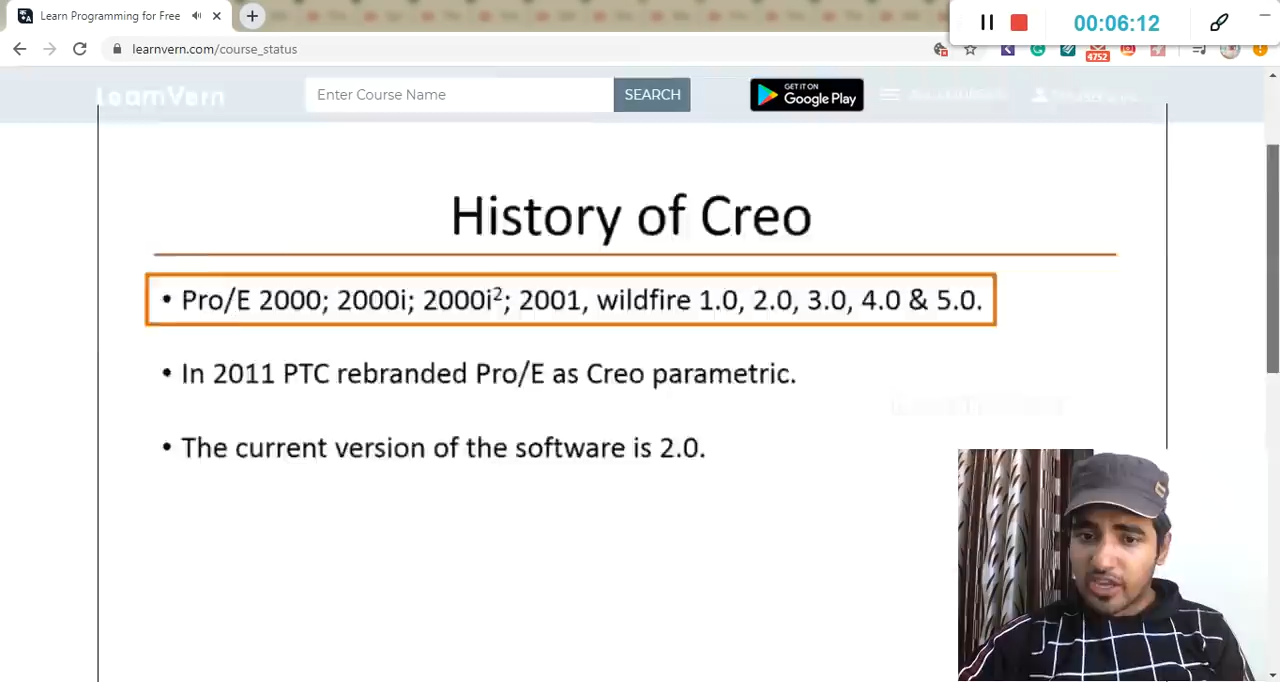 Learn Programming for Free
00:06:12
learnvern.com/course_status
4752
LearnVern
Enter Course Name
SEARCH
GET IT ON
Google Play
History of Creo
• Pro/E 2000; 2000i; 2000i²; 2001, wildfire 1.0, 2.0, 3.0, 4.0 & 5.0.
• In 2011 PTC rebranded Pro/E as Creo parametric.
• The current version of the software is 2.0.